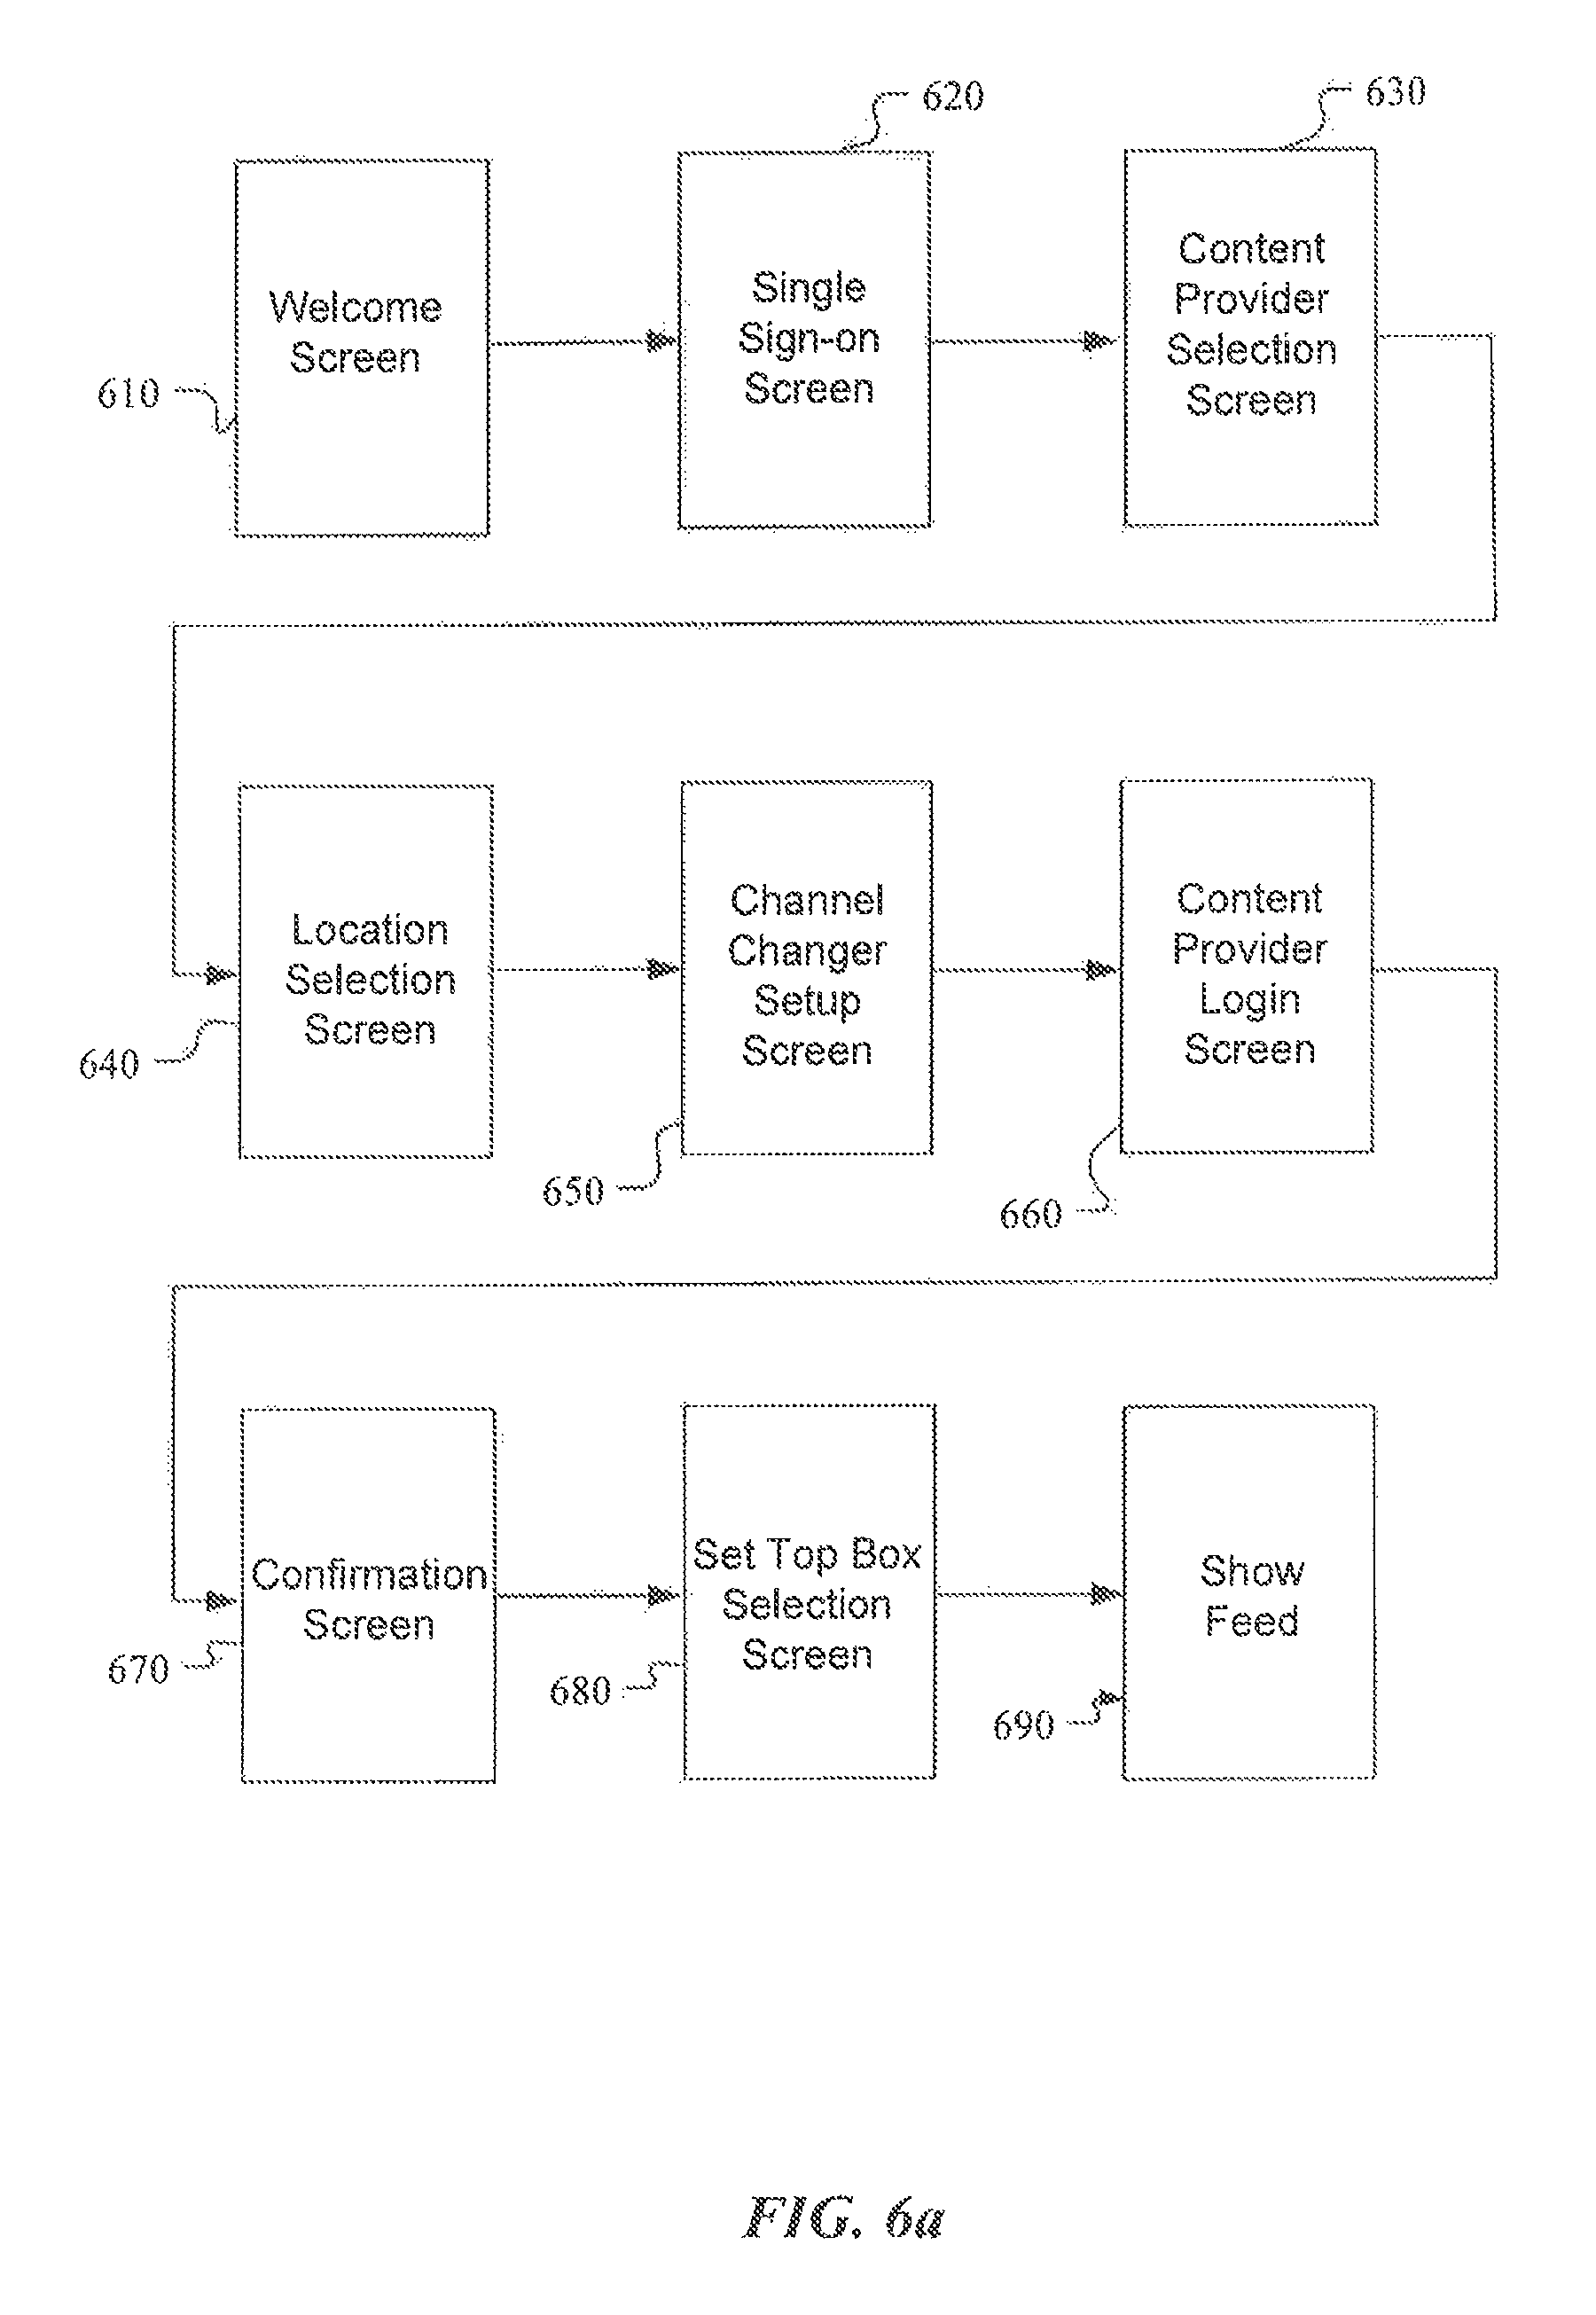 620
630
Welcome
Screen
610
Single
Sign-on
Screen
Content
Provider
Selection
Screen
Location
Selection
Screen
640
Channel
Changer
Setup
Screen
650
Content
Provider
Login
Screen
660
Confirmation
Screen
670
Set Top Box
Selection
Screen
680
Show
Feed
690
FIG. 6a